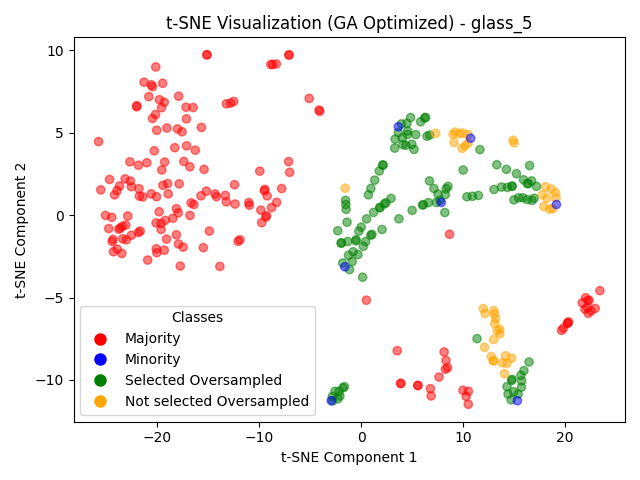 t-SNE Visualization (GA Optimized) - glass_5
10
5
0
−5
−10
t-SNE Component 2
Classes
Majority
Minority
Selected Oversampled
Not selected Oversampled
−20
−10
0
10
20
t-SNE Component 1